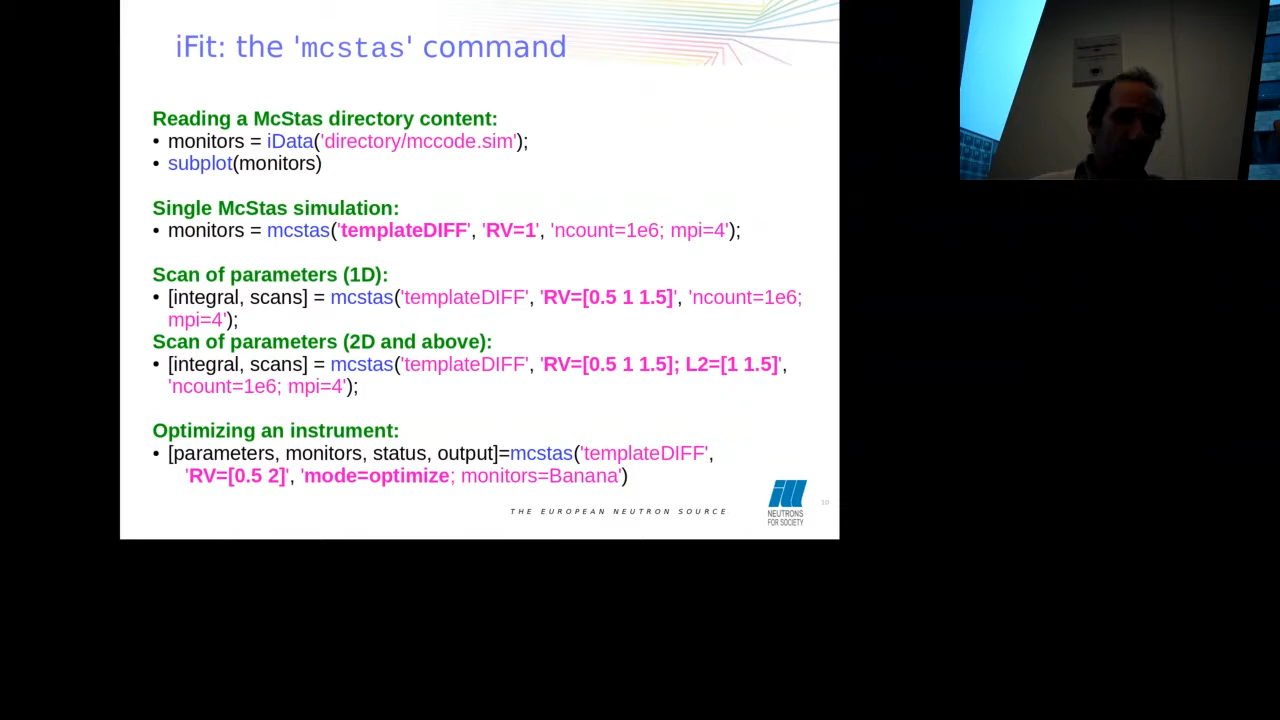 iFit: the 'mcstas' command
Reading a McStas directory content:
• monitors = iData('directory/mccode.sim');
• subplot(monitors)
Single McStas simulation:
• monitors = mcstas('templateDIFF', 'RV=1', 'ncount=1e6; mpi=4');
Scan of parameters (1D):
• [integral, scans] = mcstas('templateDIFF', 'RV=[0.5 1 1.5]', 'ncount=1e6;
mpi=4');
Scan of parameters (2D and above):
• [integral, scans] = mcstas('templateDIFF', 'RV=[0.5 1 1.5]; L2=[1 1.5]',
'ncount=1e6; mpi=4');
Optimizing an instrument:
• [parameters, monitors, status, output]=mcstas('templateDIFF',
'RV=[0.5 2]', 'mode=optimize; monitors=Banana')
THE EUROPEAN NEUTRON SOURCE
ill
NEUTRONS
FOR SOCIETY
10